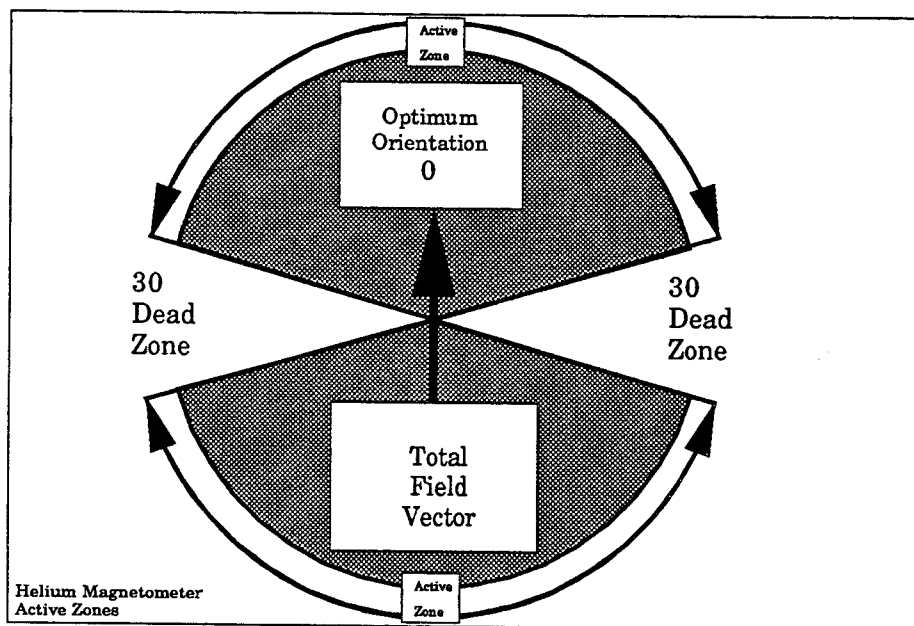 Active
Zone
Optimum
Orientation
0
30
Dead
Zone
30
Dead
Zone
Total
Field
Vector
Active
Zone
Helium Magnetometer
Active Zones